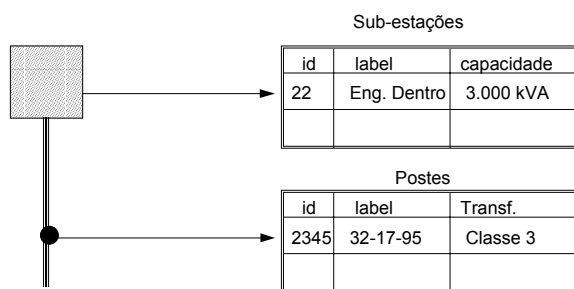 Sub-estações
id label capacidade
22 Eng. Dentro 3.000 kVA
Postes
id label Transf.
2345 32-17-95 Classe 3